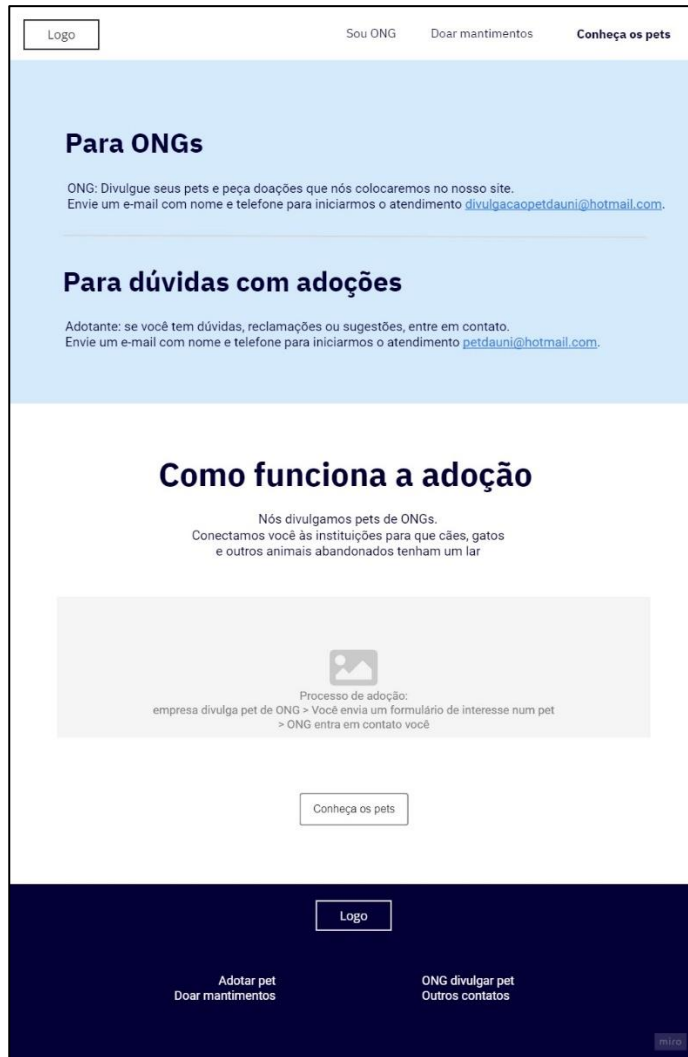 Logo
Sou ONG
Doar mantimentos
Conheça os pets
Para ONGs
ONG: Divulgue seus pets e peça doações que nós colocaremos no nosso site.
Envie um e-mail com nome e telefone para iniciarmos o atendimento divulgacaopetdauni@hotmail.com.
Para dúvidas com adoções
Adotante: se você tem dúvidas, reclamações ou sugestões, entre em contato.
Envie um e-mail com nome e telefone para iniciarmos o atendimento petdauni@hotmail.com.
Como funciona a adoção
Nós divulgamos pets de ONGs.
Conectamos você às instituições para que cães, gatos
e outros animais abandonados tenham um lar
Processo de adoção:
empresa divulga pet de ONG > Você envia um formulário de interesse num pet
> ONG entra em contato você
Conheça os pets
Logo
Adotar pet
Doar mantimentos
ONG divulgar pet
Outros contatos
miro